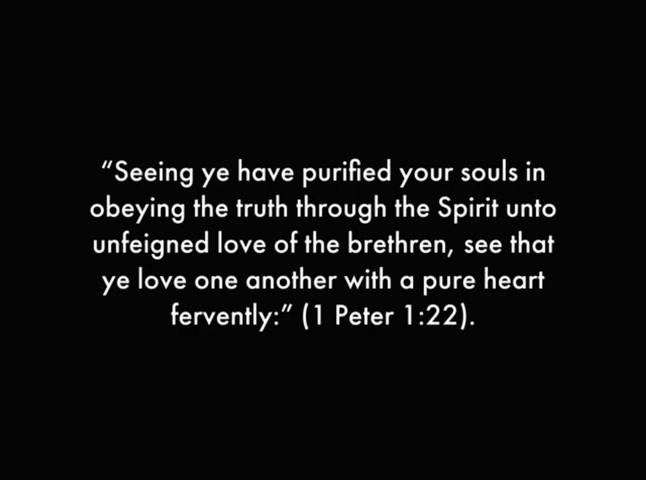 “Seeing ye have purified your souls in
obeying the truth through the Spirit unto
unfeigned love of the brethren, see that
ye love one another with a pure heart
fervently:” (1 Peter 1:22).